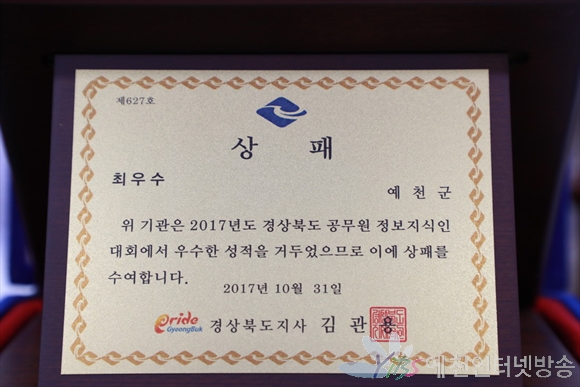 제627호
상 패
최우수
예천군
위 기관은 2017년도 경상북도 공무원 정보지식인
대회에서 우수한 성적을 거두었으므로 이에 상패를
수여합니다.
2017년 10월 31일
Pride
GyeongBuk
경상북도지사 김관용
예천인터넷방송